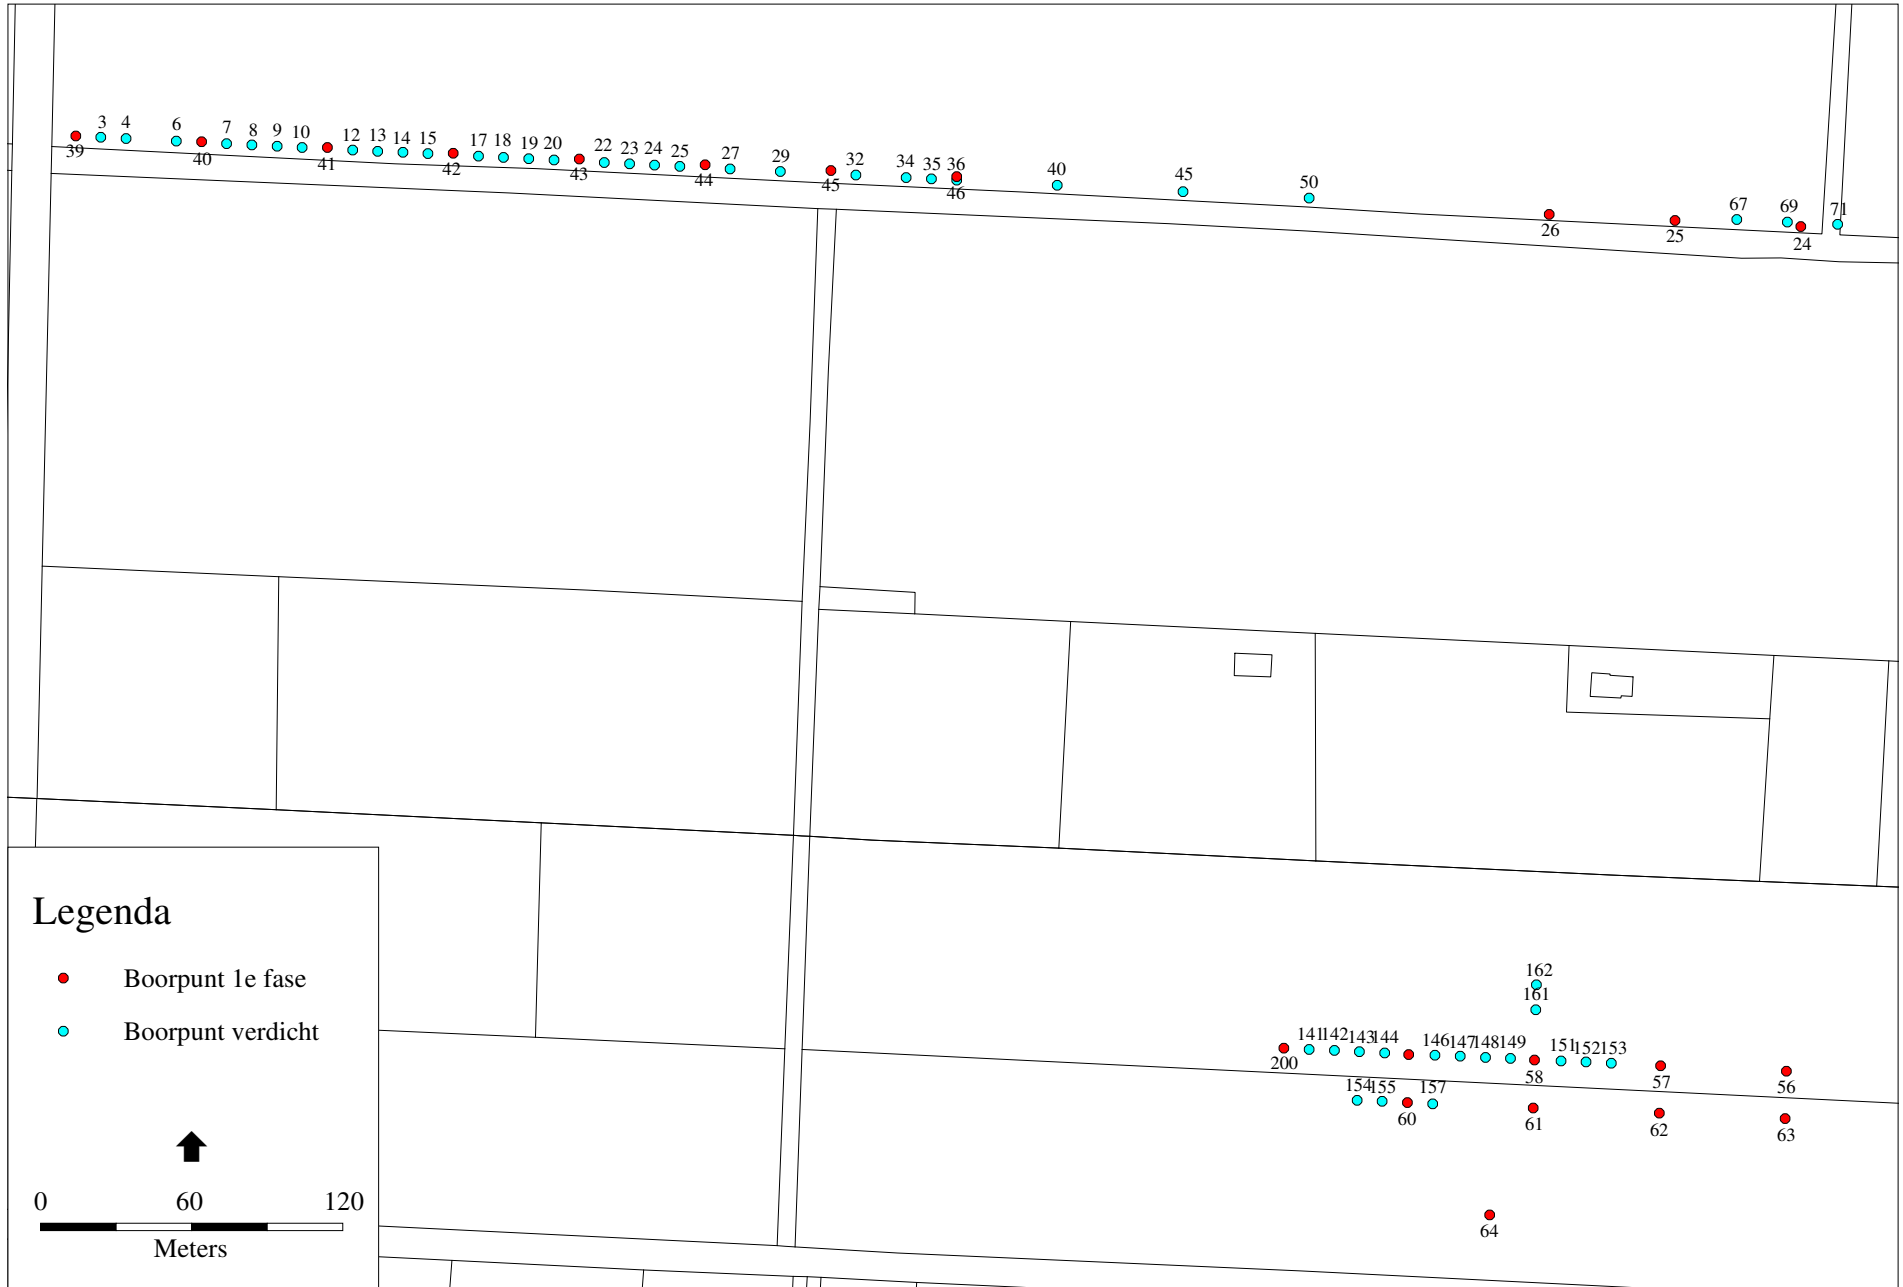 3 4 6 7 8 9 10 12 13 14 15 17 18 19 20 22 23 24 25 27 29 32 34 35 36 40 45 50 67 69 71
39 40 41 42 43 44 45 46 26 25 24
162
161
141 142 143 144 146 147 148 149 151 152 153
200 58 57 56
154 155 157
60 61 62 63
64
Legenda
Boorpunt 1e fase
Boorpunt verdicht
0 60 120
Meters